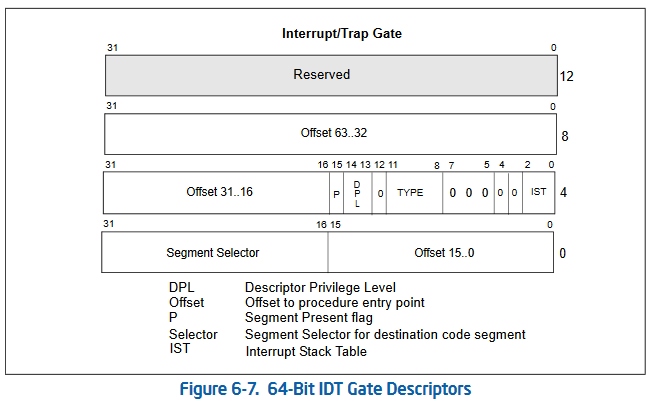 Interrupt/Trap Gate
31 0
Reserved 12
31 0
Offset 63..32 8
31 16 15 14 13 12 11 8 7 5 4 2 0
Offset 31..16 P D P L 0 TYPE 0 0 0 0 0 IST 4
31 16 15 0
Segment Selector Offset 15..0 0
DPL Descriptor Privilege Level
Offset Offset to procedure entry point
P Segment Present flag
Selector Segment Selector for destination code segment
IST Interrupt Stack Table
Figure 6-7. 64-Bit IDT Gate Descriptors